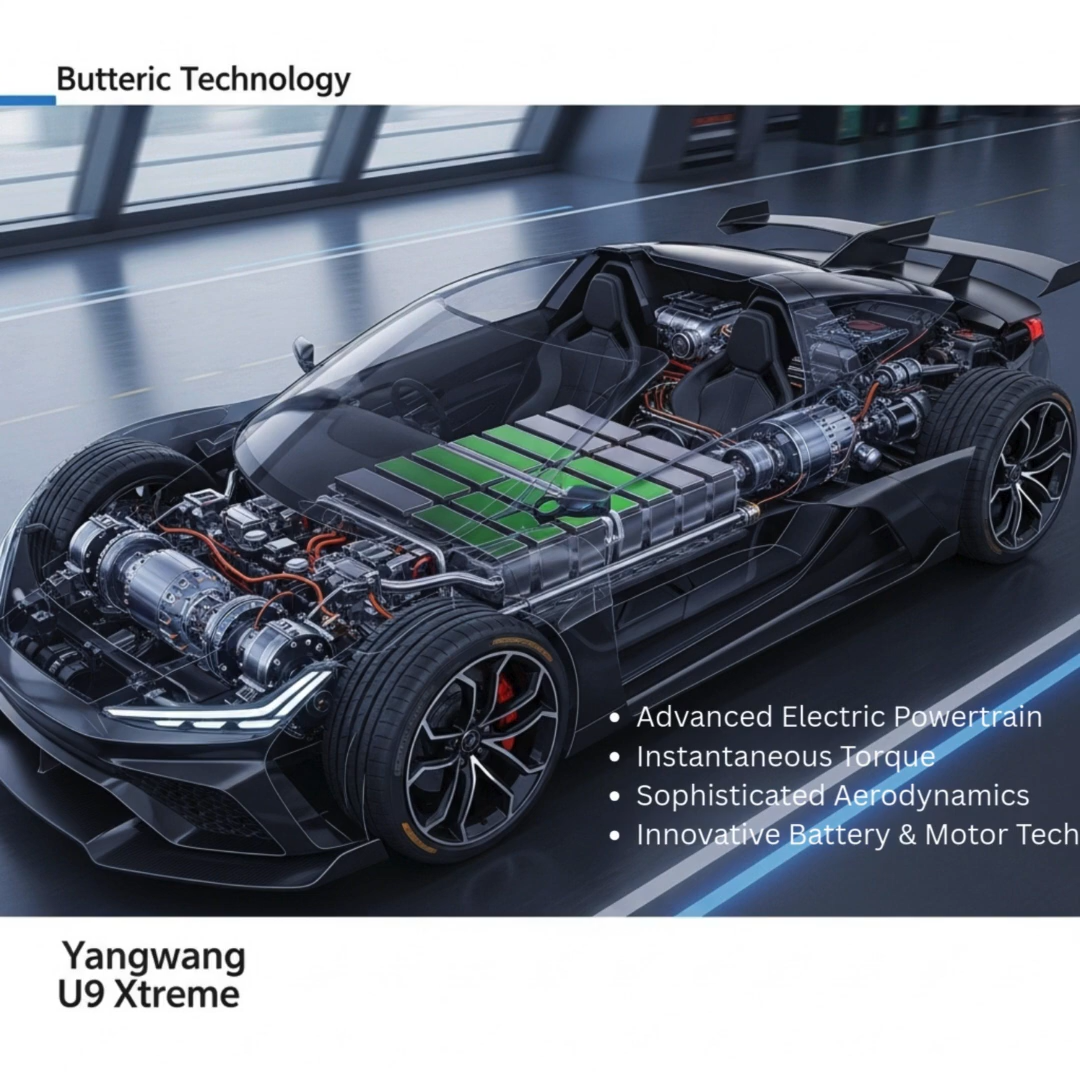 Butteric Technology
• Advanced Electric Powertrain
• Instantaneous Torque
• Sophisticated Aerodynamics
• Innovative Battery & Motor Tech
Yangwang
U9 Xtreme